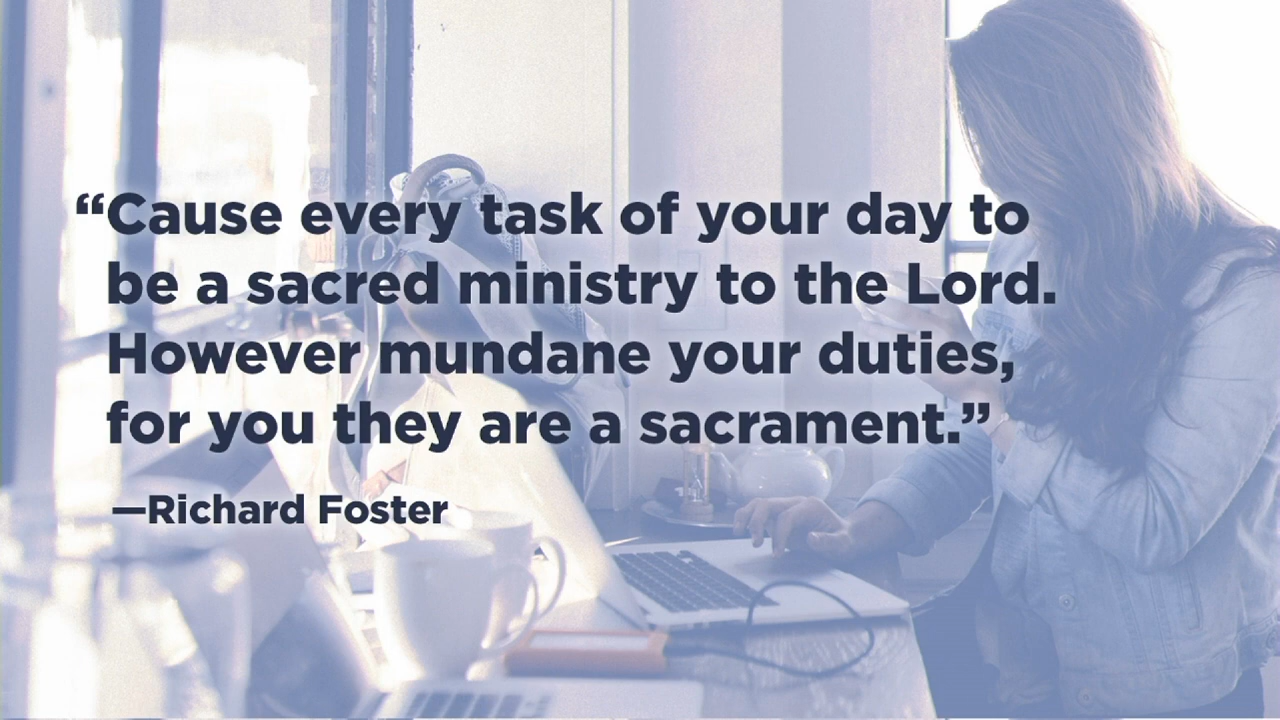 “Cause every task of your day to
be a sacred ministry to the Lord.
However mundane your duties,
for you they are a sacrament.”
—Richard Foster